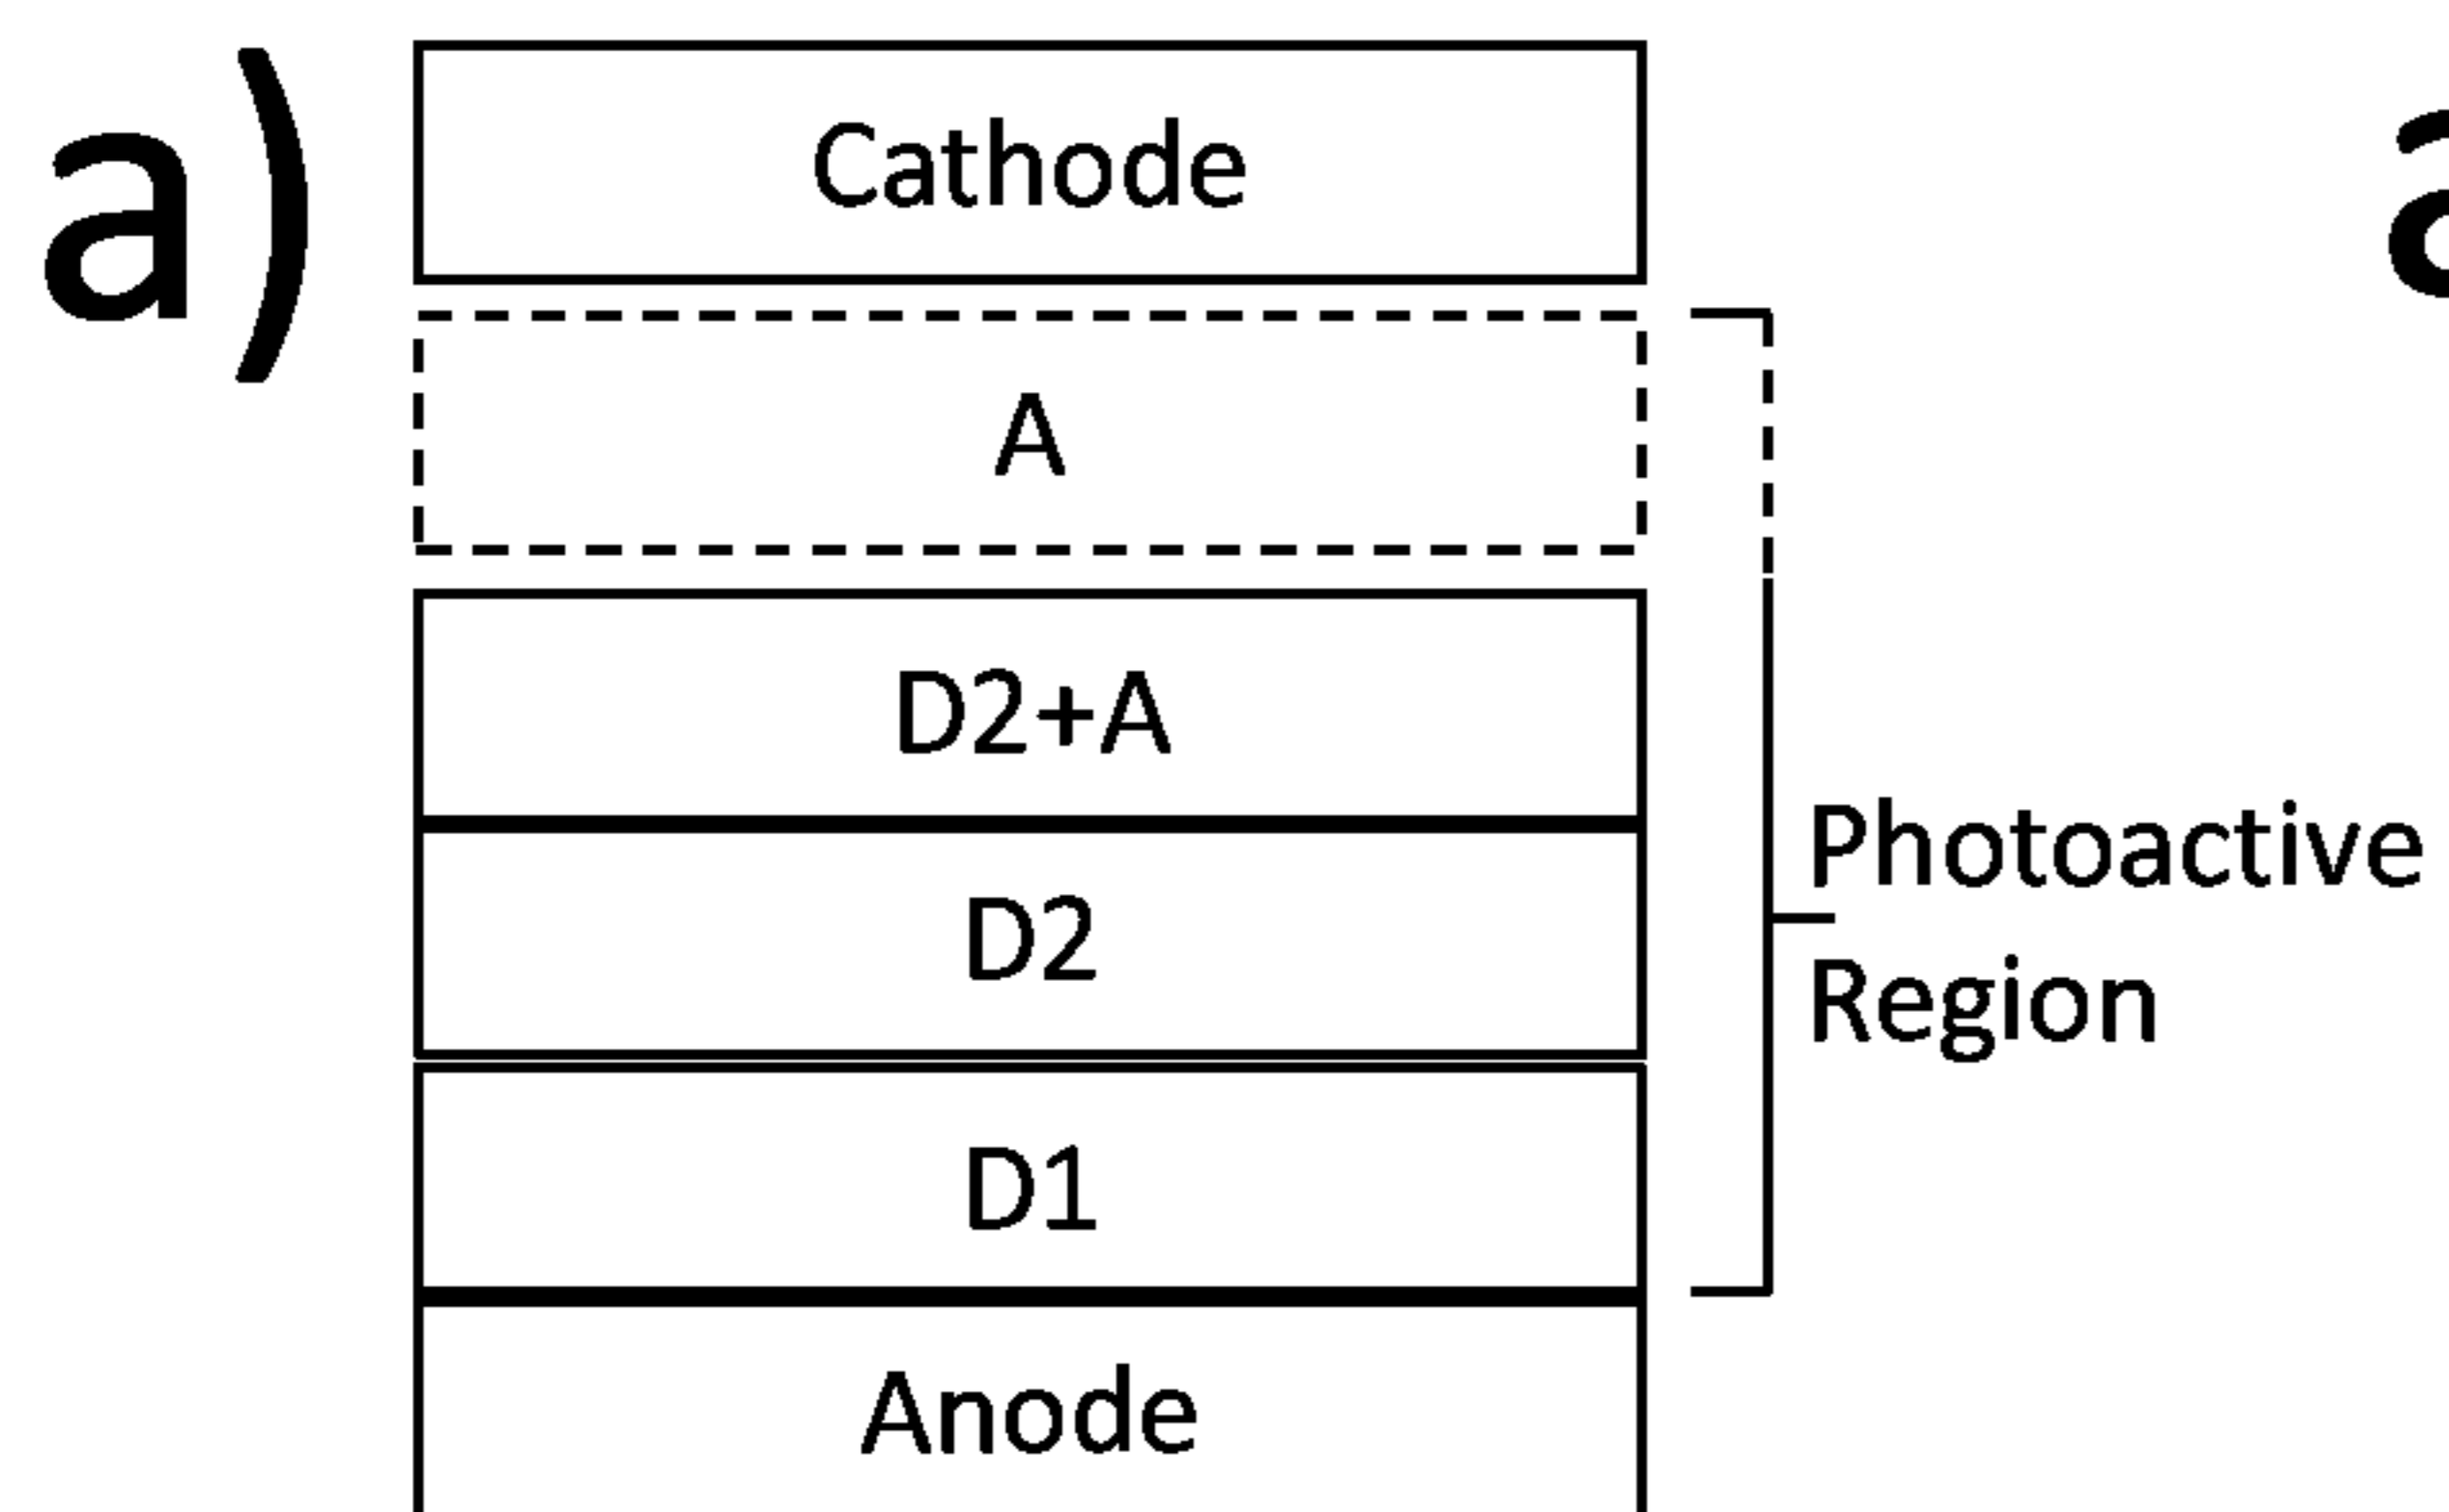 a)
Cathode
A
D2+A
D2
Photoactive
Region
D1
Anode